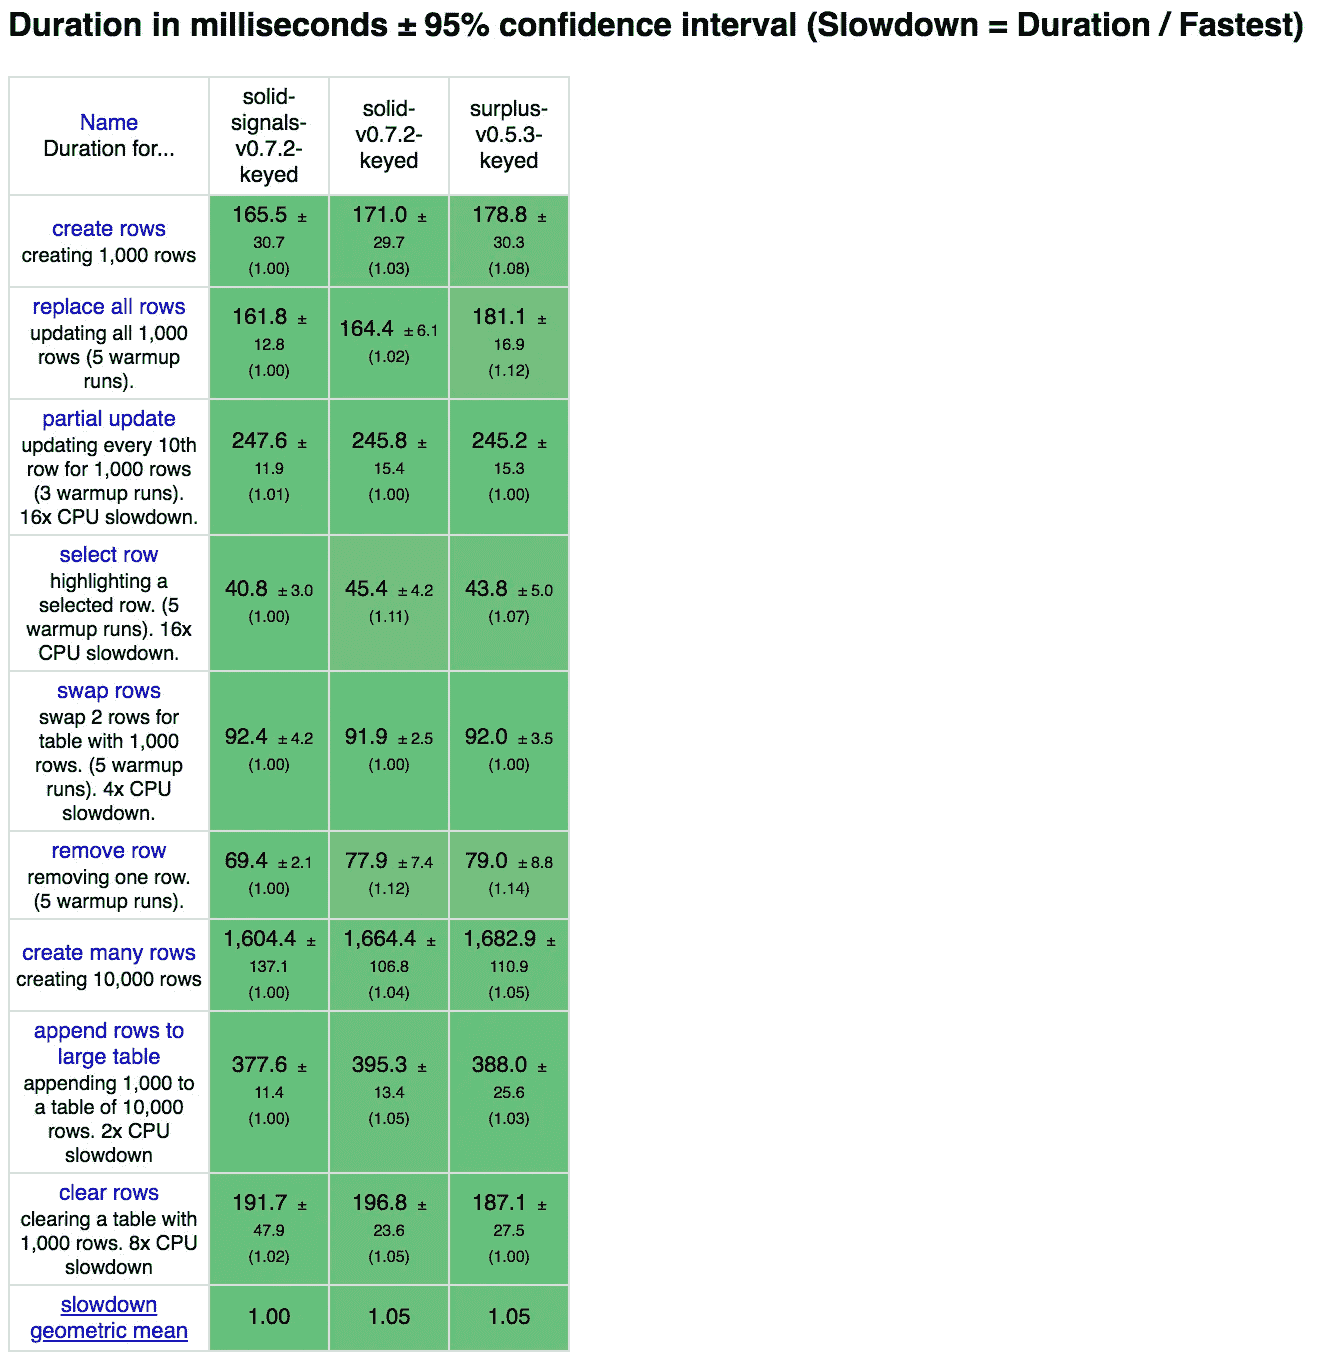 Duration in milliseconds ± 95% confidence interval (Slowdown = Duration / Fastest)
Name
Duration for...
solid-
signals-
v0.7.2-
keyed
solid-
v0.7.2-
keyed
surplus-
v0.5.3-
keyed
create rows
creating 1,000 rows
165.5 ±
30.7
(1.00)
171.0 ±
29.7
(1.03)
178.8 ±
30.3
(1.08)
replace all rows
updating all 1,000
rows (5 warmup
runs).
161.8 ±
12.8
(1.00)
164.4 ± 6.1
(1.02)
181.1 ±
16.9
(1.12)
partial update
updating every 10th
row for 1,000 rows
(3 warmup runs).
16x CPU slowdown.
247.6 ±
11.9
(1.01)
245.8 ±
15.4
(1.00)
245.2 ±
15.3
(1.00)
select row
highlighting a
selected row. (5
warmup runs). 16x
CPU slowdown.
40.8 ± 3.0
(1.00)
45.4 ± 4.2
(1.11)
43.8 ± 5.0
(1.07)
swap rows
swap 2 rows for
table with 1,000
rows. (5 warmup
runs). 4x CPU
slowdown.
92.4 ± 4.2
(1.00)
91.9 ± 2.5
(1.00)
92.0 ± 3.5
(1.00)
remove row
removing one row.
(5 warmup runs).
69.4 ± 2.1
(1.00)
77.9 ± 7.4
(1.12)
79.0 ± 8.8
(1.14)
create many rows
creating 10,000 rows
1,604.4 ±
137.1
(1.00)
1,664.4 ±
106.8
(1.04)
1,682.9 ±
110.9
(1.05)
append rows to
large table
appending 1,000 to
a table of 10,000
rows. 2x CPU
slowdown
377.6 ±
11.4
(1.00)
395.3 ±
13.4
(1.05)
388.0 ±
25.6
(1.03)
clear rows
clearing a table with
1,000 rows. 8x CPU
slowdown
191.7 ±
47.9
(1.02)
196.8 ±
23.6
(1.05)
187.1 ±
27.5
(1.00)
slowdown
geometric mean
1.00
1.05
1.05